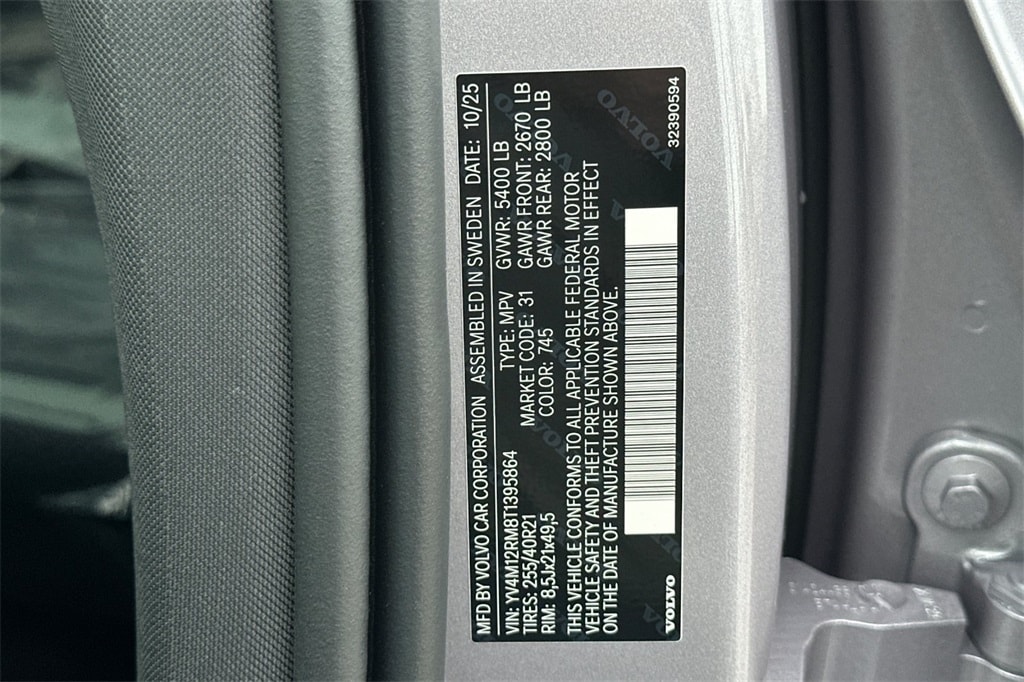 MFD BY VOLVO CAR CORPORATION ASSEMBLED IN SWEDEN DATE: 10/25
VIN: YV4M12RM8T1395864 TYPE: MPV GVWR: 5400 LB
TIRES: 255/40R21 MARKET CODE: 31 GAWR FRONT: 2670 LB
RIM: 8,5Jx21x49,5 COLOR: 745 GAWR REAR: 2800 LB
THIS VEHICLE CONFORMS TO ALL APPLICABLE FEDERAL MOTOR
VEHICLE SAFETY AND THEFT PREVENTION STANDARDS IN EFFECT
ON THE DATE OF MANUFACTURE SHOWN ABOVE.
VOLVO 32390594